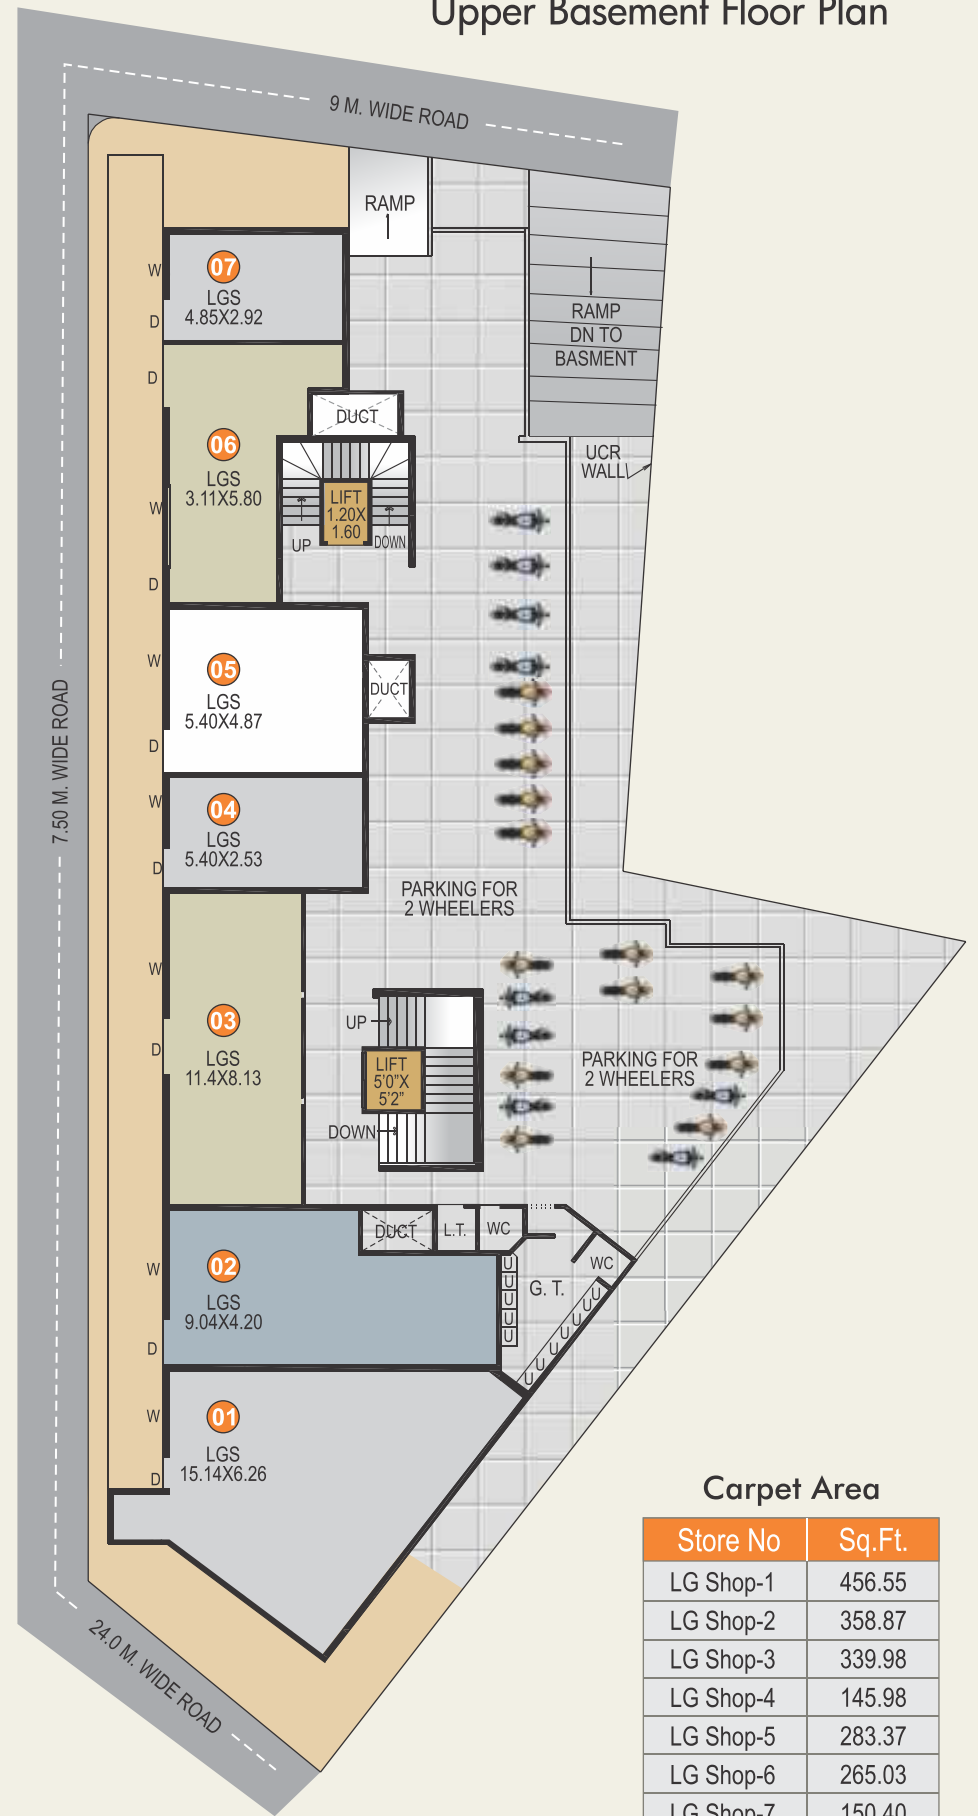 Upper Basement Floor Plan
9 M. WIDE ROAD
RAMP
07
LGS
4.85X2.92
W
D
RAMP
DN TO
BASMENT
D
DUCT
06
LGS
3.11X5.80
W
D
UCR
WALL
LIFT
1.20X
1.60
UP
DOWN
05
LGS
5.40X4.87
W
D
DUCT
7.50 M. WIDE ROAD
04
LGS
5.40X2.53
W
D
PARKING FOR
2 WHEELERS
03
LGS
11.4X8.13
W
D
UP
LIFT
5'0"X
5'2"
DOWN
PARKING FOR
2 WHEELERS
DUCT
L.T.
WC
WC
G. T.
U
U
U
U
U
U
U
U
U
U
U
02
LGS
9.04X4.20
W
D
01
LGS
15.14X6.26
W
D
24.0 M. WIDE ROAD
Carpet Area
Store No Sq.Ft.
LG Shop-1 456.55
LG Shop-2 358.87
LG Shop-3 339.98
LG Shop-4 145.98
LG Shop-5 283.37
LG Shop-6 265.03
LG Shop-7 150.40